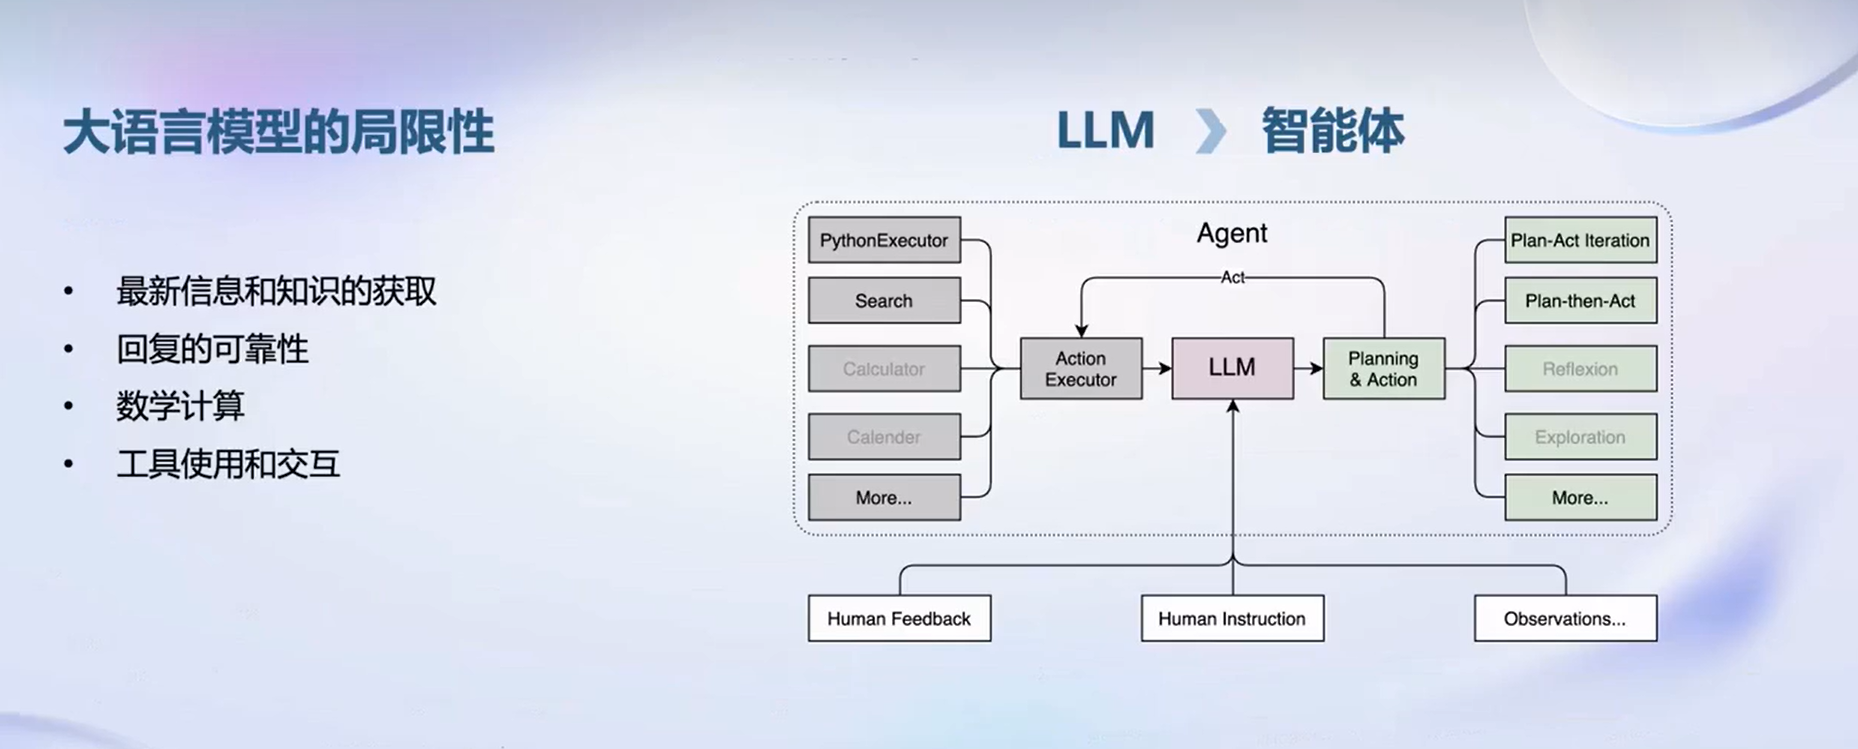 大语言模型的局限性
• 最新信息和知识的获取
• 回复的可靠性
• 数学计算
• 工具使用和交互
LLM 智能体
Agent
PythonExecutor
Search
Calculator
Calender
More...
Act
Action
Executor
LLM
Planning
& Action
Plan-Act Iteration
Plan-then-Act
Reflexion
Exploration
More...
Human Feedback
Human Instruction
Observations...